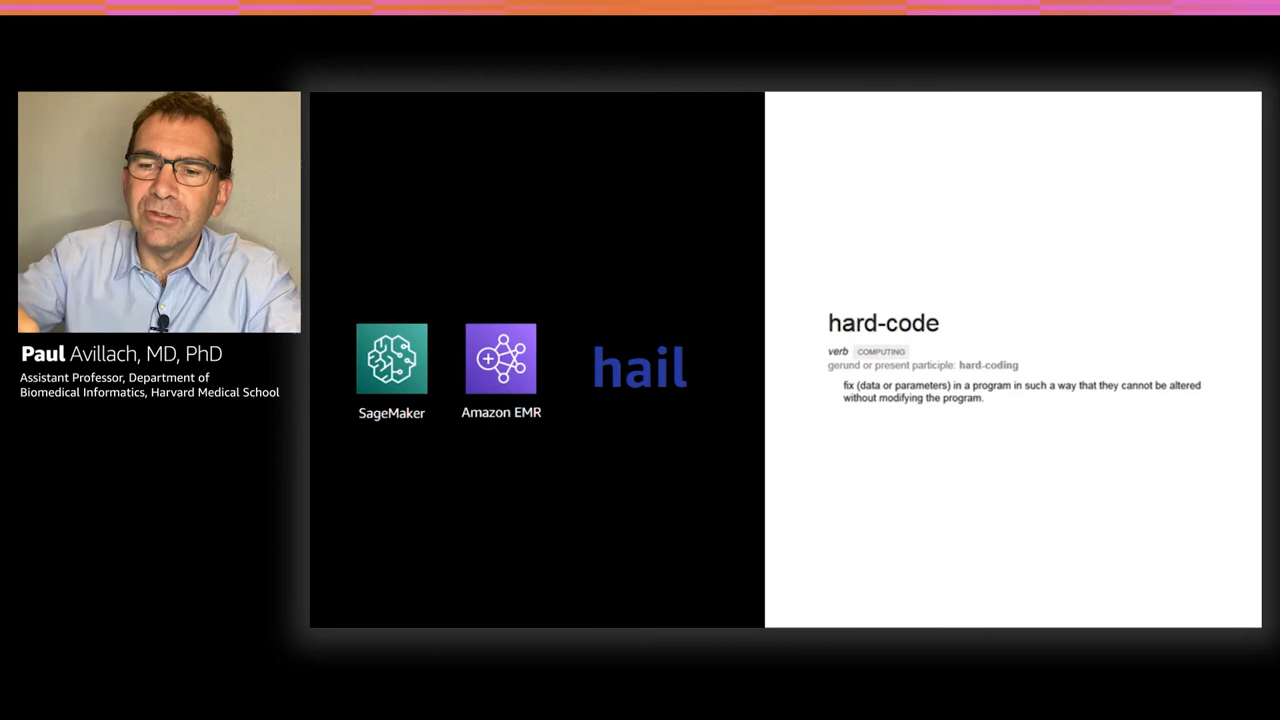 Paul Avillach, MD, PhD
Assistant Professor, Department of
Biomedical Informatics, Harvard Medical School
SageMaker
Amazon EMR
hail
hard-code
verb COMPUTING
gerund or present participle: hard-coding
fix (data or parameters) in a program in such a way that they cannot be altered
without modifying the program.